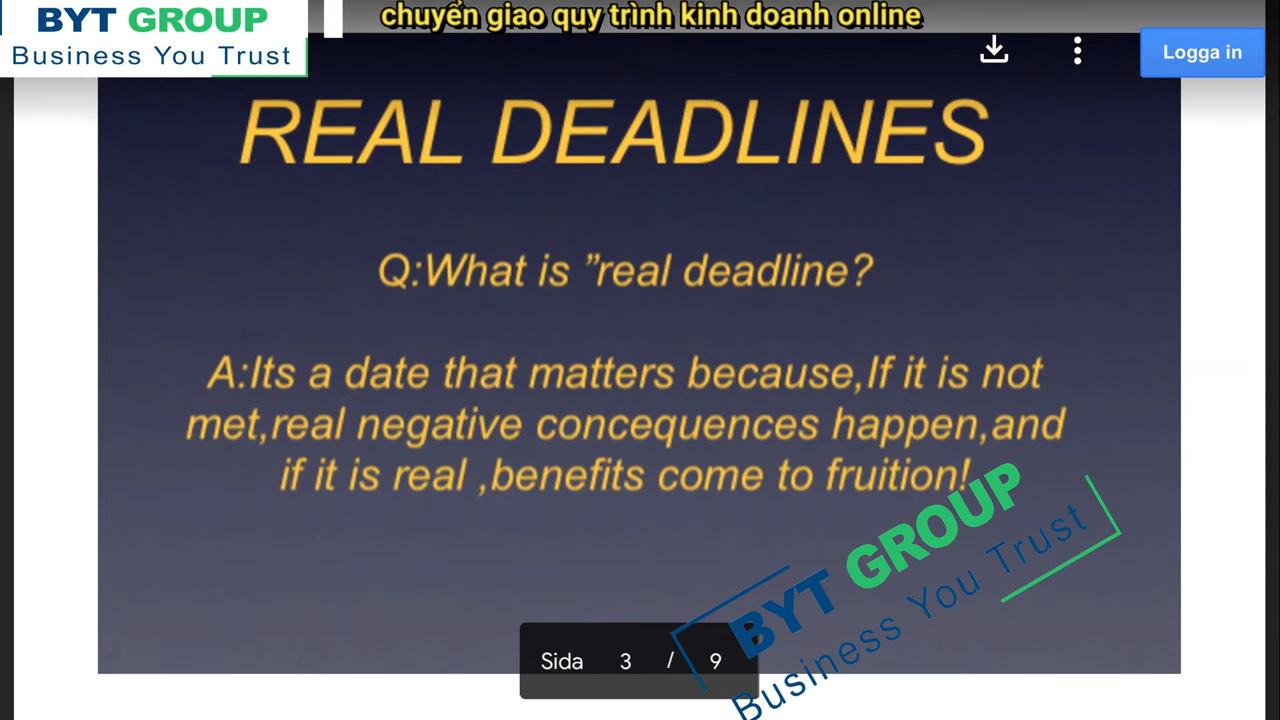 BYT GROUP
Business You Trust
chuyển giao quy trình kinh doanh online
Logga in
REAL DEADLINES
Q:What is ”real deadline?
A:Its a date that matters because,If it is not
met,real negative concequences happen,and
if it is real ,benefits come to fruition!
BYT GROUP
Business You Trust
Sida 3 / 9